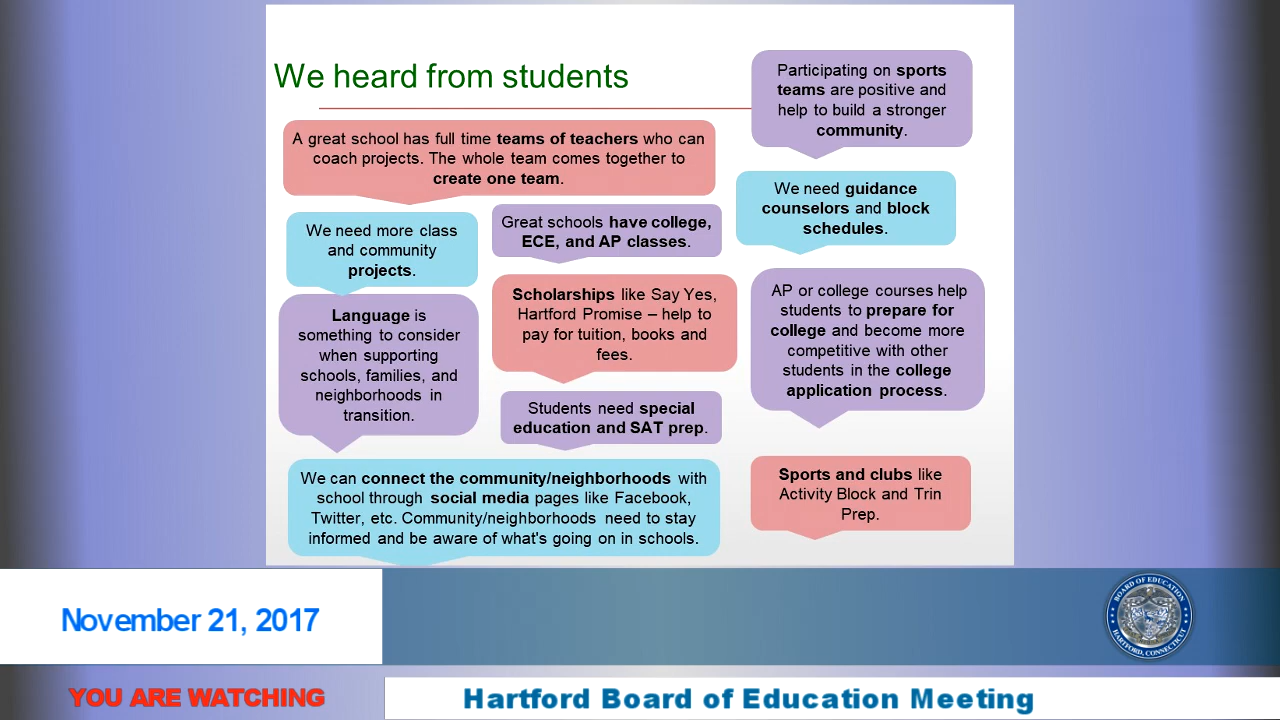 We heard from students
Participating on sports
teams are positive and
help to build a stronger
community.
A great school has full time teams of teachers who can
coach projects. The whole team comes together to
create one team.
We need guidance
counselors and block
schedules.
We need more class
and community
projects.
Great schools have college,
ECE, and AP classes.
Scholarships like Say Yes,
Hartford Promise – help to
pay for tuition, books and
fees.
AP or college courses help
students to prepare for
college and become more
competitive with other
students in the college
application process.
Language is
something to consider
when supporting
schools, families, and
neighborhoods in
transition.
Students need special
education and SAT prep.
We can connect the community/neighborhoods with
school through social media pages like Facebook,
Twitter, etc. Community/neighborhoods need to stay
informed and be aware of what's going on in schools.
Sports and clubs like
Activity Block and Trin
Prep.
November 21, 2017
BOARD OF EDUCATION
HARTFORD, CONNECTICUT
YOU ARE WATCHING
Hartford Board of Education Meeting